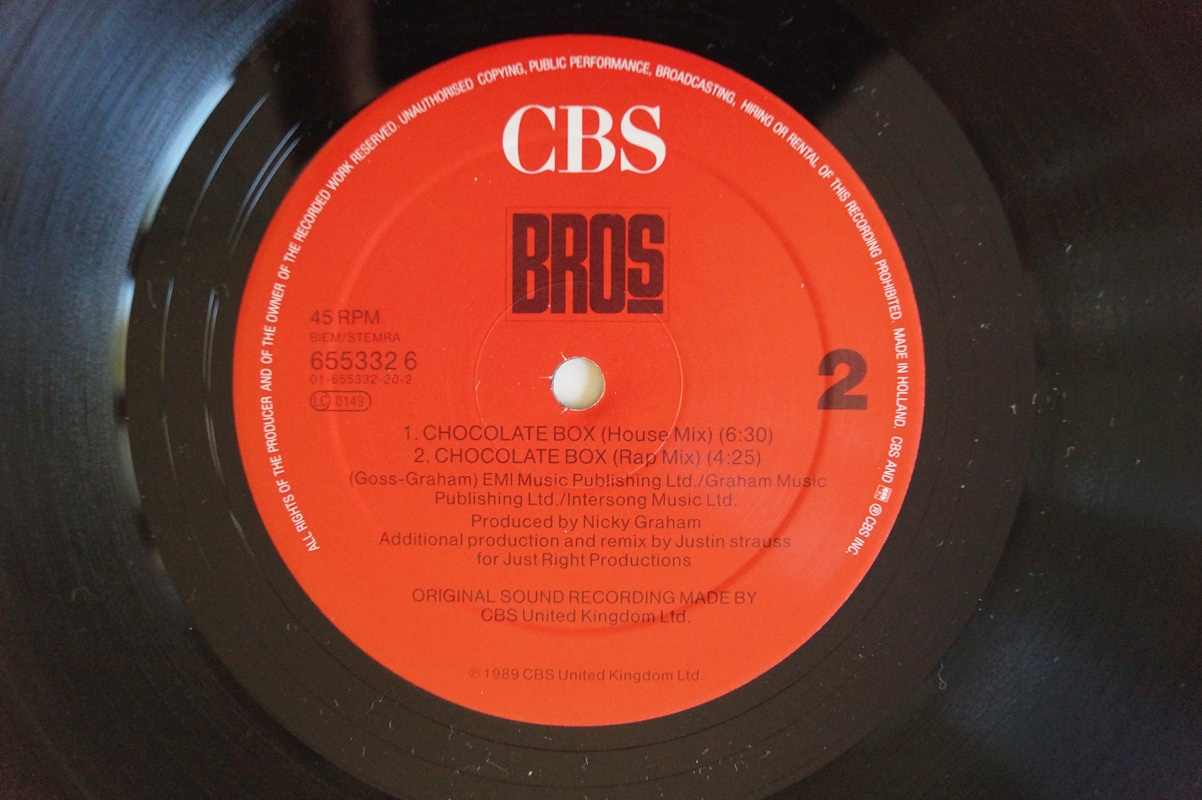 ALL RIGHTS OF THE PRODUCER AND OF THE OWNER OF THE RECORDED WORK RESERVED. UNAUTHORISED COPYING, PUBLIC PERFORMANCE, BROADCASTING, HIRING OR RENTAL OF THIS RECORDING PROHIBITED. MADE IN HOLLAND. CBS AND ℗ CBS INC.
CBS
BROS
45 RPM
BIEM/STEMRA
655332 6
01-655332-20-2
LC 0149
2
1. CHOCOLATE BOX (House Mix) (6:30)
2. CHOCOLATE BOX (Rap Mix) (4:25)
(Goss-Graham) EMI Music Publishing Ltd./Graham Music
Publishing Ltd./Intersong Music Ltd.
Produced by Nicky Graham
Additional production and remix by Justin strauss
for Just Right Productions
ORIGINAL SOUND RECORDING MADE BY
CBS United Kingdom Ltd.
℗ 1989 CBS United Kingdom Ltd.